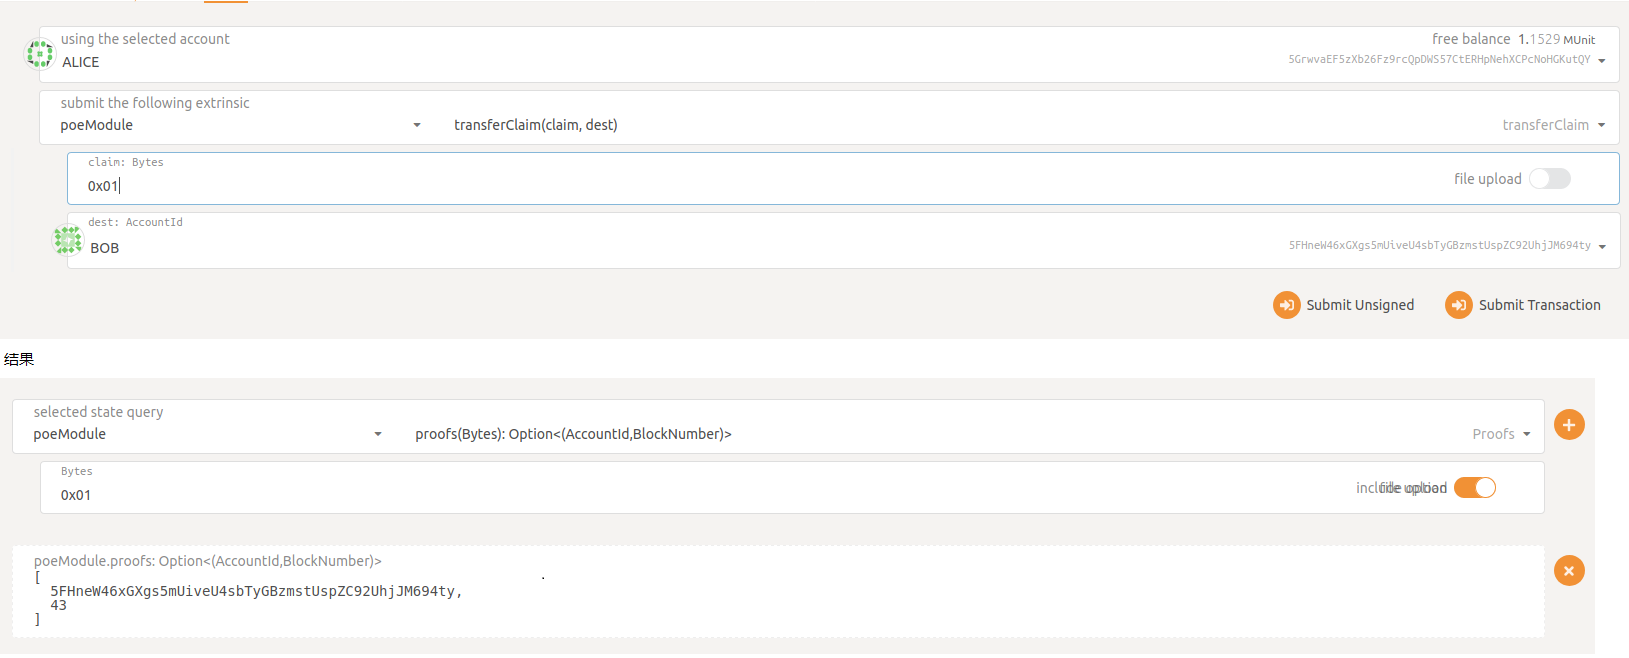 using the selected account
free balance 1.1529 MUnit
ALICE
5GrwvaEF5zXb26Fz9rcQpDWS57CtERHpNehXCPcNoHGKutQY
submit the following extrinsic
poeModule
transferClaim(claim, dest)
transferClaim
claim: Bytes
0x01
file upload
dest: AccountId
BOB
5FHneW46xGXgs5mUiveU4sbTyGBzmstUspZC92UhjJM694ty
Submit Unsigned
Submit Transaction
结果
selected state query
poeModule
proofs(Bytes): Option<(AccountId,BlockNumber)>
Proofs
Bytes
0x01
include option
file upload
poeModule.proofs: Option<(AccountId,BlockNumber)>
[
5FHneW46xGXgs5mUiveU4sbTyGBzmstUspZC92UhjJM694ty,
43
]